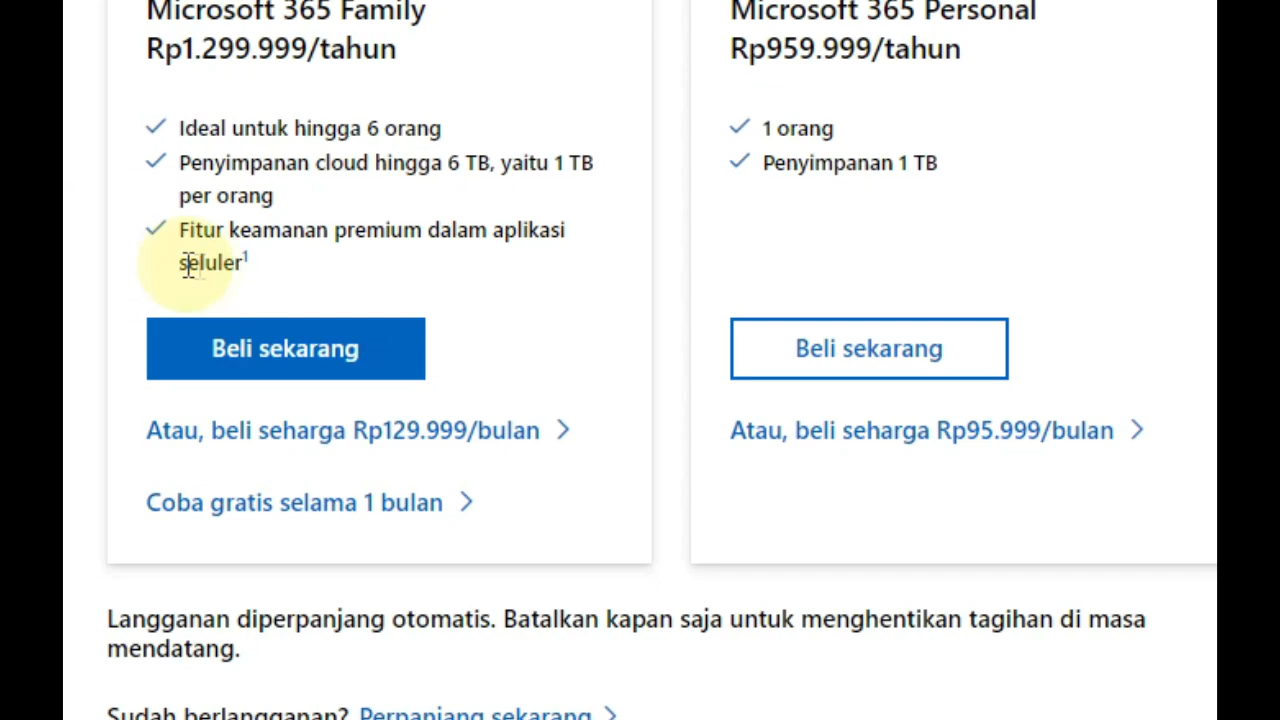 Microsoft 365 Family
Rp1.299.999/tahun
Ideal untuk hingga 6 orang
Penyimpanan cloud hingga 6 TB, yaitu 1 TB
per orang
Fitur keamanan premium dalam aplikasi
seluler¹
Beli sekarang
Atau, beli seharga Rp129.999/bulan
Coba gratis selama 1 bulan
Microsoft 365 Personal
Rp959.999/tahun
1 orang
Penyimpanan 1 TB
Beli sekarang
Atau, beli seharga Rp95.999/bulan
Langganan diperpanjang otomatis. Batalkan kapan saja untuk menghentikan tagihan di masa
mendatang.
Sudah berlangganan? Perpanjang sekarang